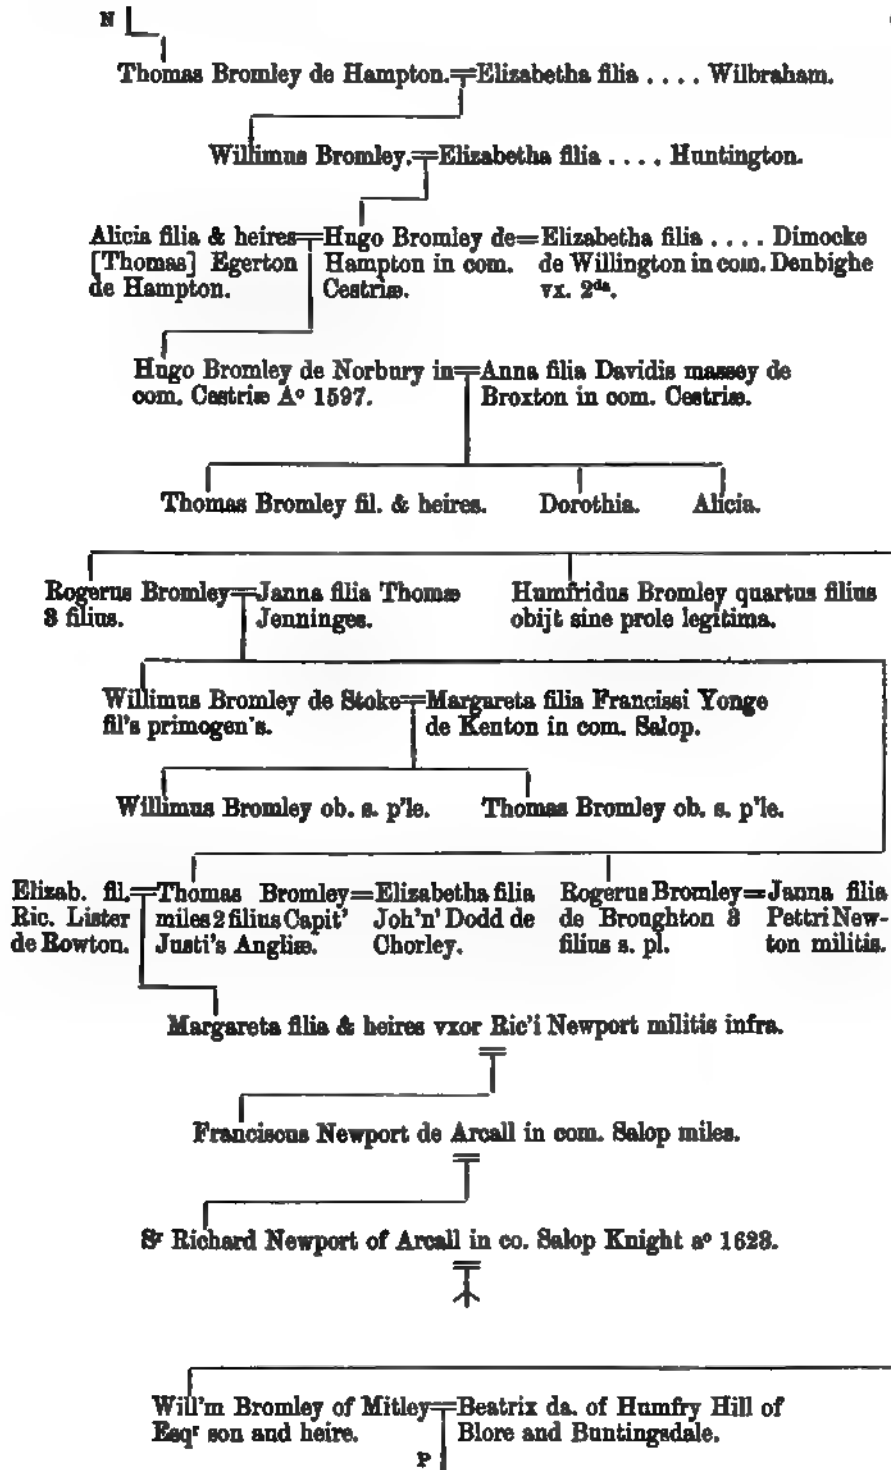 N
Thomas Bromley de Hampton.=Elizabetha filia .... Wilbraham.
Willimus Bromley.=Elizabetha filia .... Huntington.
Alicia filia & heires=Hugo Bromley de=Elizabetha filia .... Dimocke
[Thomas] Egerton Hampton in com. de Willington in com. Denbighe
de Hampton. Cestriæ. vx. 2da.
Hugo Bromley de Norbury in=Anna filia Davidis massey de
com. Cestriæ Ao 1597. Broxton in com. Cestriæ.
Thomas Bromley fil. & heires. Dorothia. Alicia.
Rogerus Bromley=Janna filia Thomæ Humfridus Bromley quartus filius
3 filius. Jenninges. obijt sine prole legitima.
Willimus Bromley de Stoke=Margareta filia Francissi Yonge
fil's primogen's. de Kenton in com. Salop.
Willimus Bromley ob. s. p'le. Thomas Bromley ob. s. p'le.
Elizab. fil.=Thomas Bromley=Elizabetha filia Rogerus Bromley=Janna filia
Ric. Lister miles 2 filius Capit' Joh'n' Dodd de de Broughton 3 Pettri New-
de Rowton. Justi's Angliæ. Chorley. filius s. pl. ton militis.
Margareta filia & heires vxor Ric'i Newport militis infra.
Franciscus Newport de Arcall in com. Salop miles.
Sr Richard Newport of Arcall in co. Salop Knight ao 1623.
Will'm Bromley of Mitley=Beatrix da. of Humfry Hill of
Esqr son and heire. Blore and Buntingsdale.
P